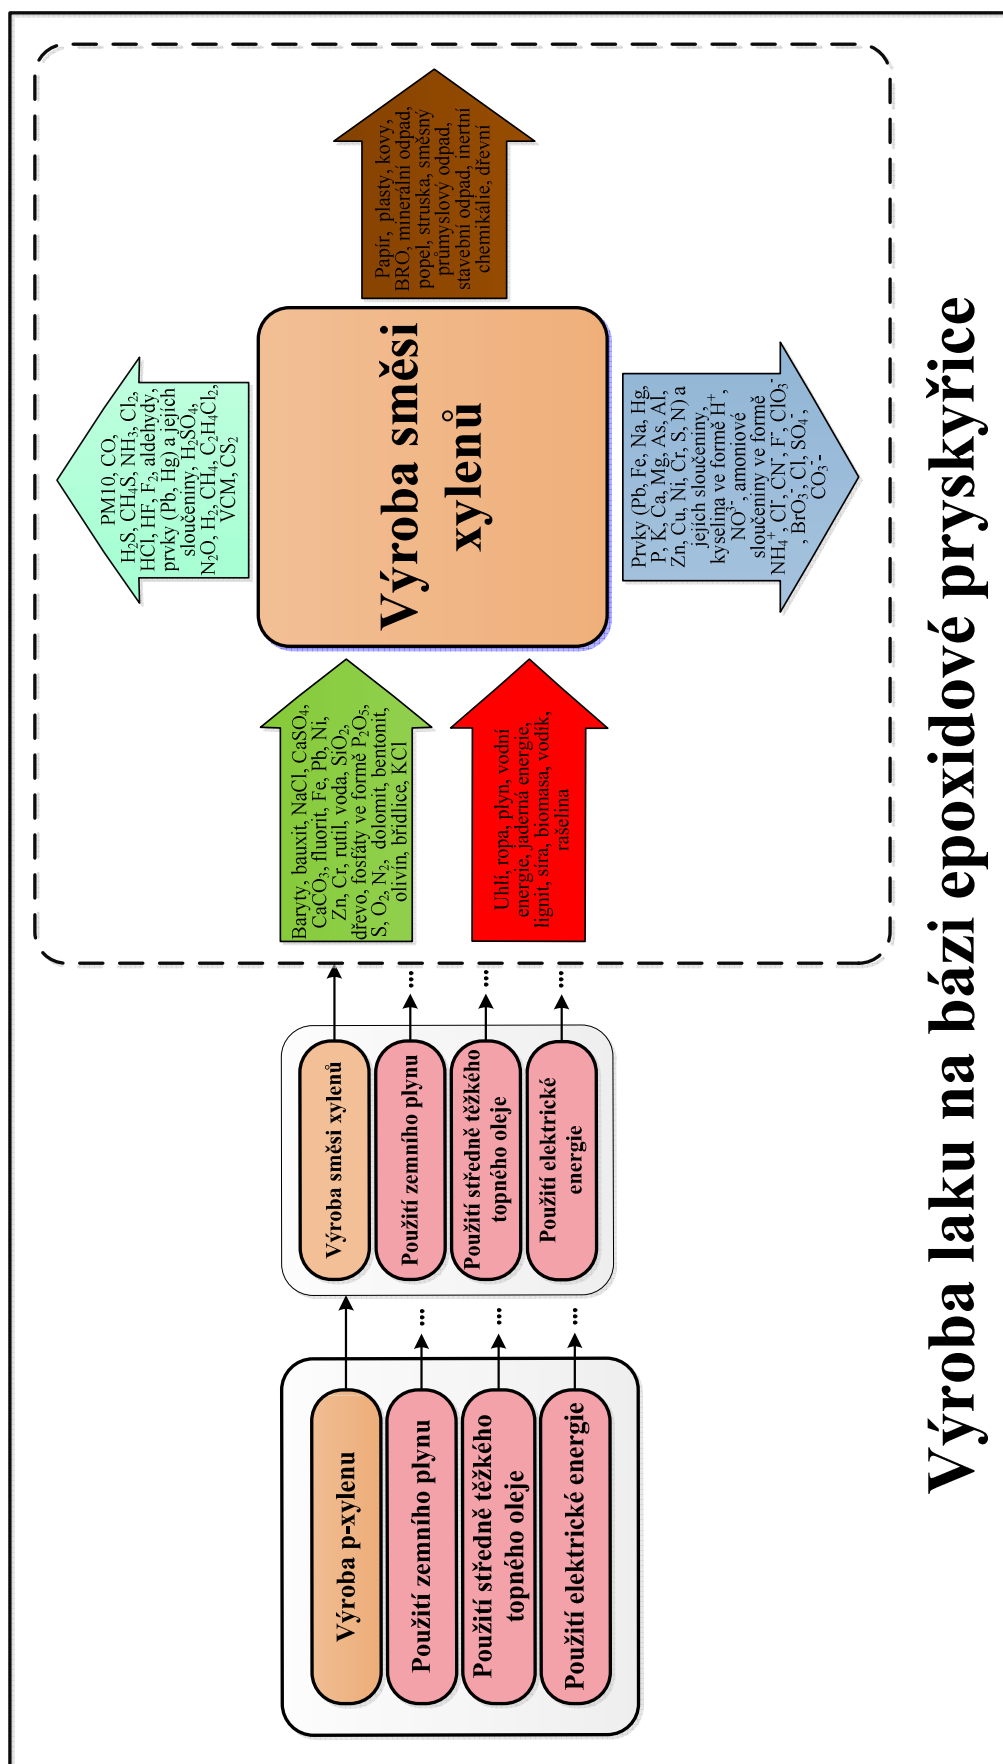 Výroba laku na bázi epoxidové pryskyřice
Výroba p-xylenu
Použití zemního plynu
Použití středně těžkého
topného oleje
Použití elektrické energie
...
...
...
Výroba směsi xylenů
Použití zemního plynu
Použití středně těžkého
topného oleje
Použití elektrické
energie
...
...
...
Baryty, bauxit, NaCl, CaSO₄,
CaCO₃, fluorit, Fe, Pb, Ni,
Zn, Cr, rutil, voda, SiO₂,
dřevo, fosfáty ve formě P₂O₅,
S, O₂, N₂, dolomit, bentonit,
olivín, břidlice, KCl
Uhlí, ropa, plyn, vodní
energie, jaderná energie,
lignit, síra, biomasa, vodík,
rašelina
PM10, CO,
H₂S, CH₄S, NH₃, Cl₂,
HCl, HF, F₂, aldehydy,
prvky (Pb, Hg) a jejích
sloučeniny, H₂SO₄,
N₂O, H₂, CH₄, C₂H₄Cl₂,
VCM, CS₂
Výroba směsi
xylenů
Prvky (Pb, Fe, Na, Hg,
P, K, Ca, Mg, As, Al,
Zn, Cu, Ni, Cr, S, N) a
jejích sloučeniny,
kyselina ve formě H⁺,
NO³⁻, amoniové
sloučeniny ve formě
NH₄⁺, Cl⁻, CN⁻, F⁻, ClO₃⁻
, BrO₃⁻, Cl, SO₄⁻,
CO₃⁻
Papír, plasty, kovy,
BRO, minerální odpad,
popel, struska, směsný
průmyslový odpad,
stavební odpad, inertní
chemikálie, dřevní